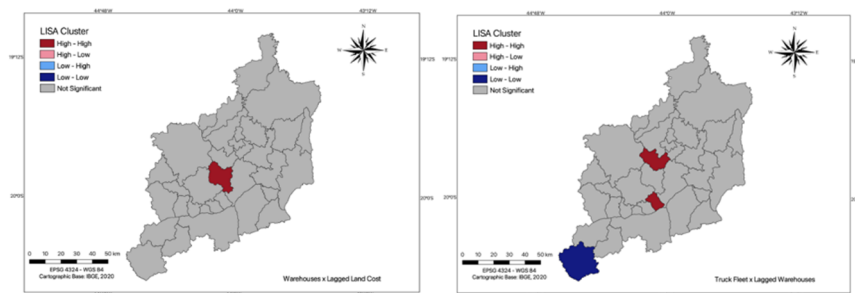 44°0'W
43°12'W
LISA Cluster
High - High
High - Low
Low - High
Low - Low
Not Significant
N
E
S
19°12'S
20°0'S
0 10 20 30 40 50 km
EPSG 4324 - WGS 84
Cartographic Base: IBGE, 2020
Warehouses x Lagged Land Cost
44°0'W
43°12'W
LISA Cluster
High - High
High - Low
Low - High
Low - Low
Not Significant
N
E
S
19°12'S
20°0'S
0 10 20 30 40 50 km
EPSG 4324 - WGS 84
Cartographic Base: IBGE, 2020
Truck Fleet x Lagged Warehouses